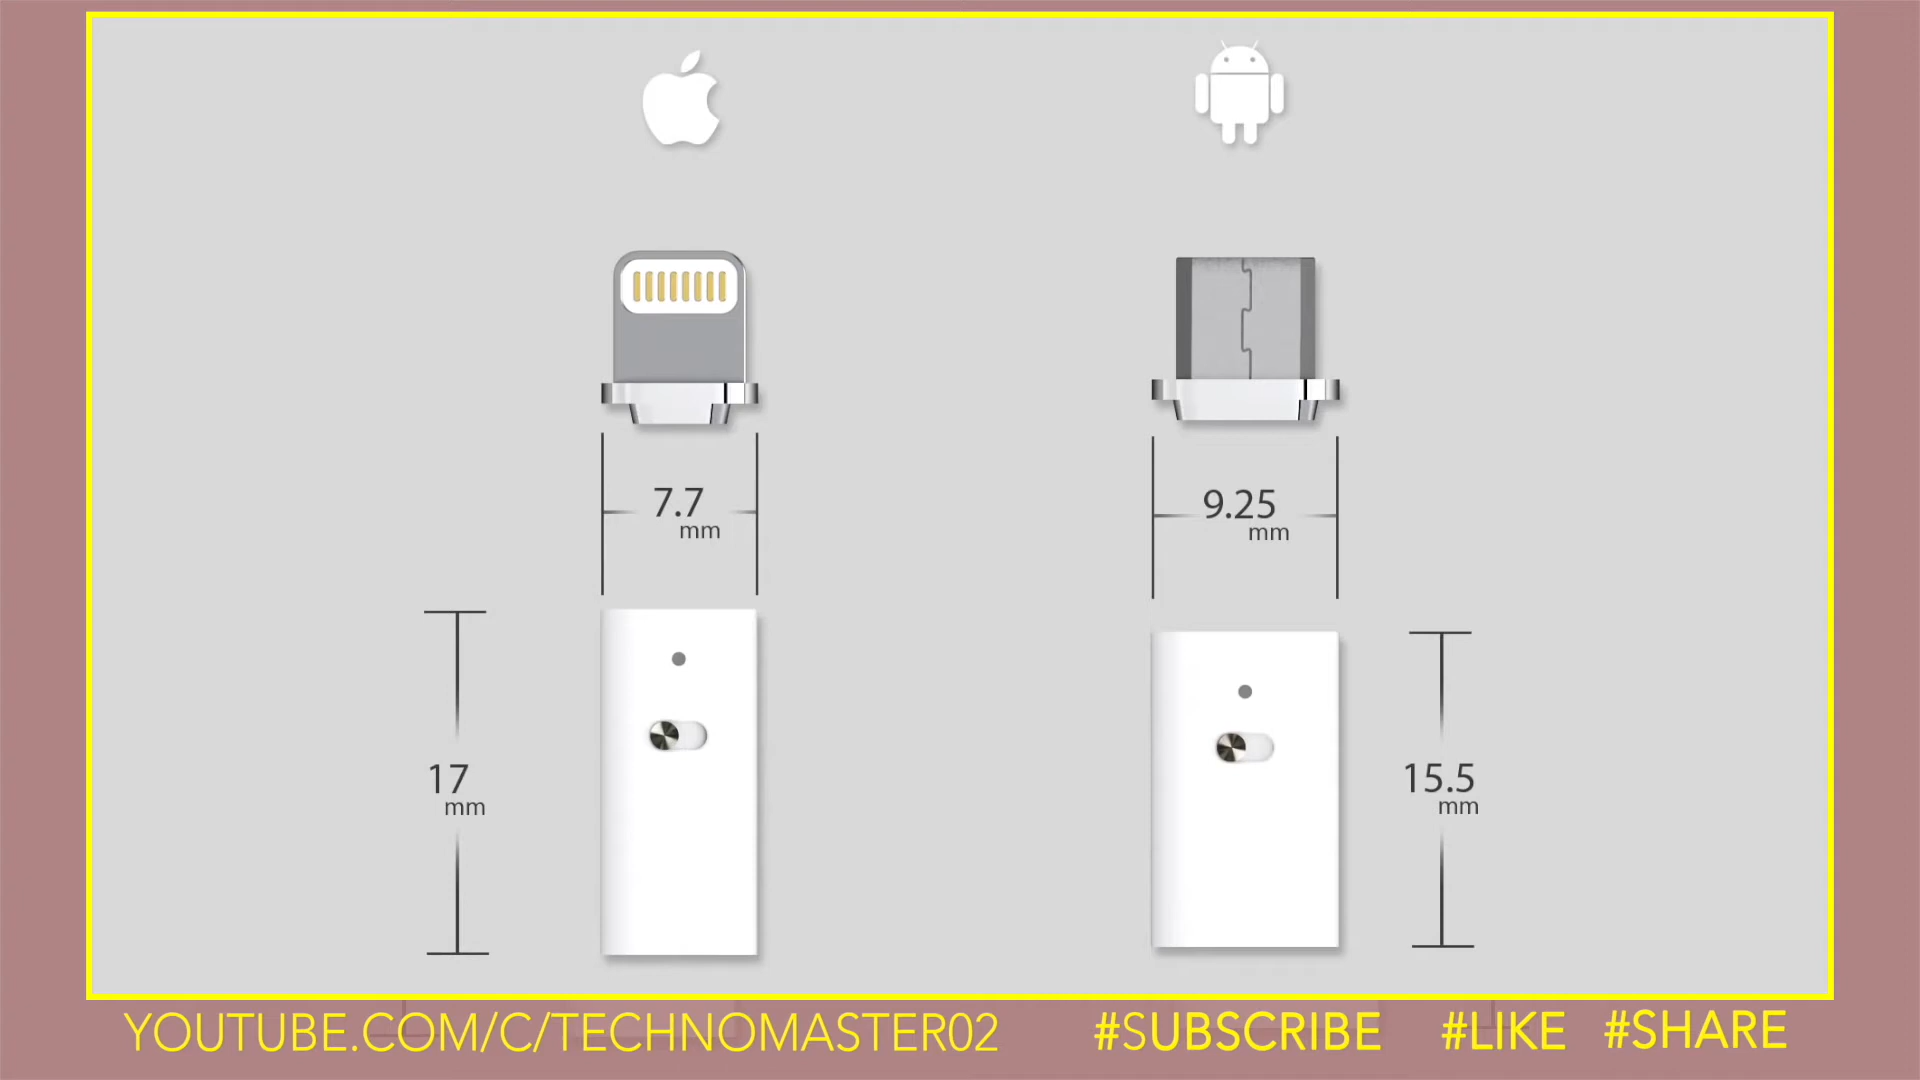 7.7
mm
9.25
mm
17
mm
15.5
mm
YOUTUBE.COM/C/TECHNOMASTER02
#SUBSCRIBE #LIKE #SHARE